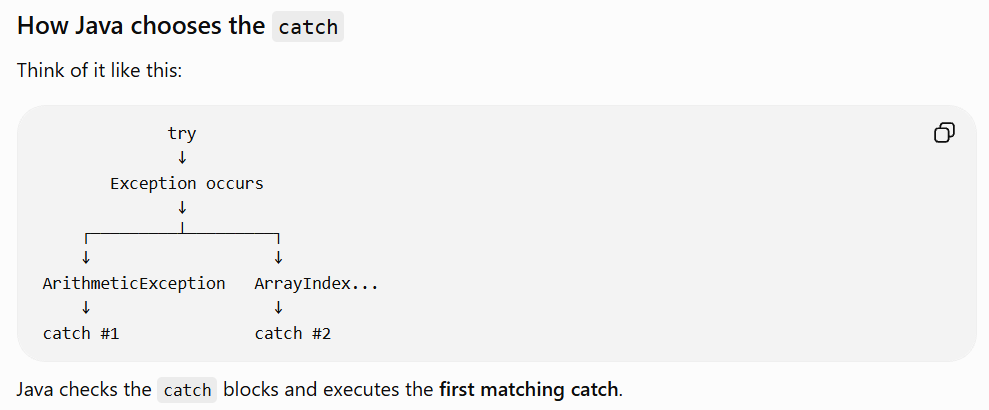 How Java chooses the catch
Think of it like this:
try
↓
Exception occurs
↓
┌──────────┴──────────┐
↓ ↓
ArithmeticException ArrayIndex...
↓ ↓
catch #1 catch #2
Java checks the catch blocks and executes the first matching catch.